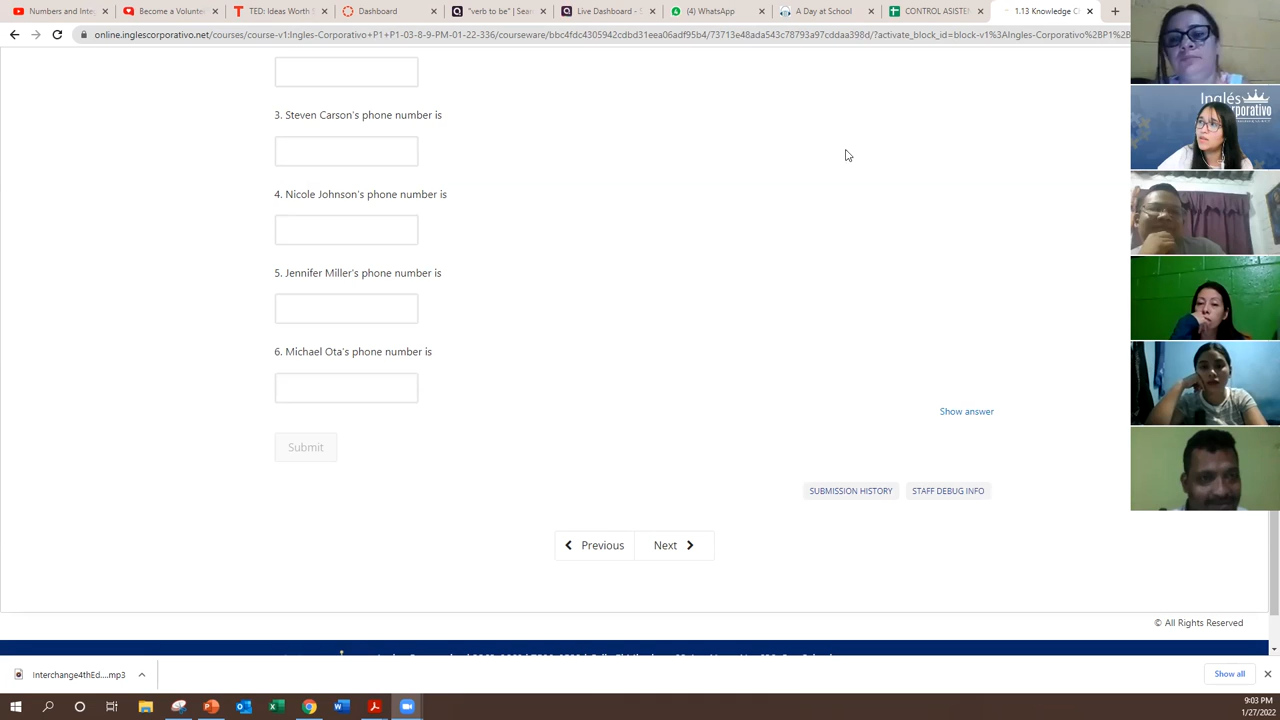 Numbers and Inte
Become a Volunte
TED: Ideas Worth S
Dashboard
"verb to be" | Sear
Live Dashboard - S
(4) WhatsApp
A Day at School
CONTROL ASISTEN
1.13 Knowledge C
online.inglescorporativo.net/courses/course-v1:Ingles-Corporativo+P1+P1-03-8-9-PM-01-22-336/courseware/bbc4fdc4305942cdbd31eea06adf95b4/73713e48ada543c78793a97cddaa398d/?activate_block_id=block-v1%3AIngles-Corporativo%2BP1%2B
Inglés
Corporativo
3. Steven Carson's phone number is
4. Nicole Johnson's phone number is
5. Jennifer Miller's phone number is
6. Michael Ota's phone number is
Show answer
Submit
SUBMISSION HISTORY
STAFF DEBUG INFO
Previous
Next
© All Rights Reserved
Interchange4thEd....mp3
Show all
9:03 PM
1/27/2022